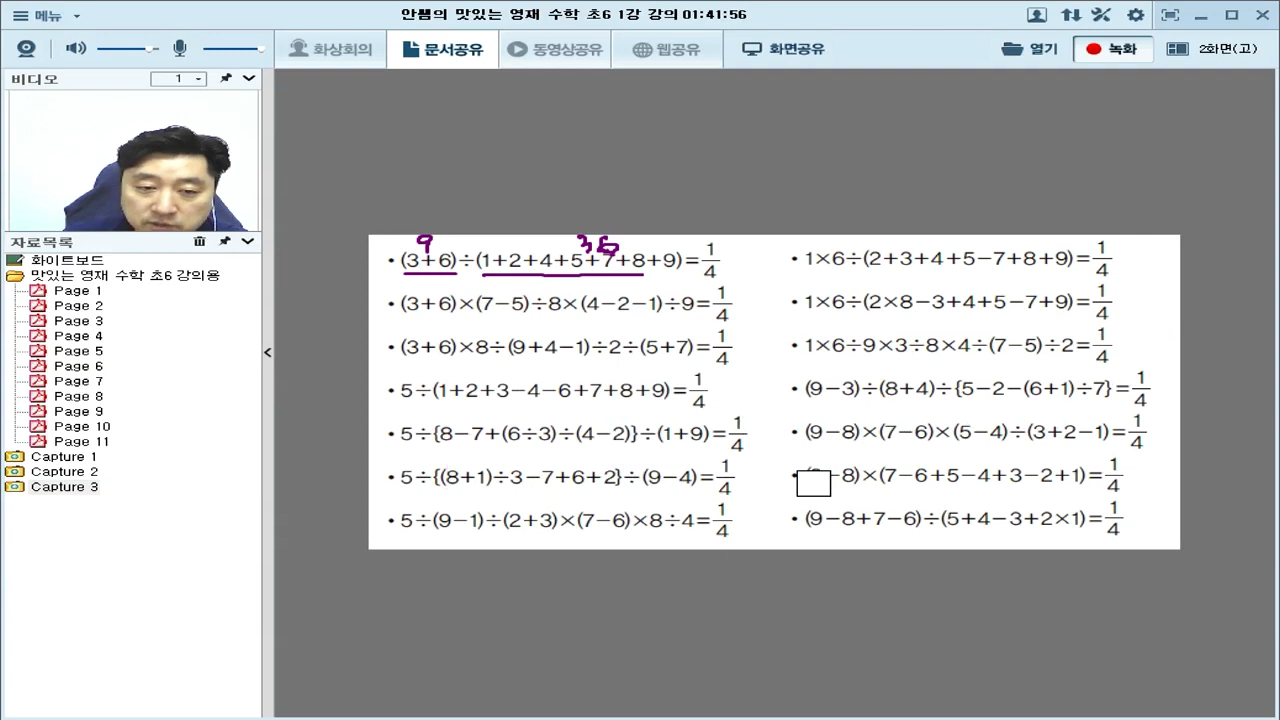 메뉴
안쌤의 맛있는 영재 수학 초6 1강 강의 01:41:56
화상회의
문서공유
동영상공유
웹공유
화면공유
열기
녹화
2화면(고)
비디오
1
자료목록
화이트보드
맛있는 영재 수학 초6 강의용
Page 1
Page 2
Page 3
Page 4
Page 5
Page 6
Page 7
Page 8
Page 9
Page 10
Page 11
Capture 1
Capture 2
Capture 3
9
36
• (3+6)÷(1+2+4+5+7+8+9)=1/4
• (3+6)×(7−5)÷8×(4−2−1)÷9=1/4
• (3+6)×8÷(9+4−1)÷2÷(5+7)=1/4
• 5÷(1+2+3−4−6+7+8+9)=1/4
• 5÷{8−7+(6÷3)÷(4−2)}÷(1+9)=1/4
• 5÷{(8+1)÷3−7+6+2}÷(9−4)=1/4
• 5÷(9−1)÷(2+3)×(7−6)×8÷4=1/4
• 1×6÷(2+3+4+5−7+8+9)=1/4
• 1×6÷(2×8−3+4+5−7+9)=1/4
• 1×6÷9×3÷8×4÷(7−5)÷2=1/4
• (9−3)÷(8+4)÷{5−2−(6+1)÷7}=1/4
• (9−8)×(7−6)×(5−4)÷(3+2−1)=1/4
−8)×(7−6+5−4+3−2+1)=1/4
• (9−8+7−6)÷(5+4−3+2×1)=1/4